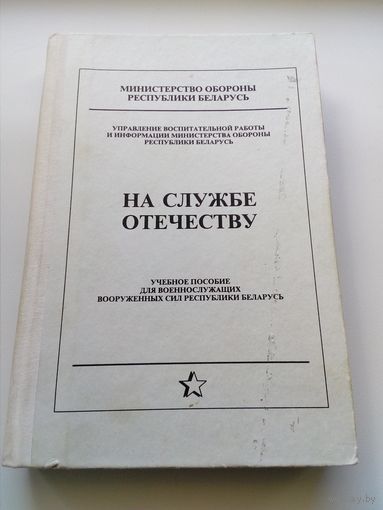 МИНИСТЕРСТВО ОБОРОНЫ
РЕСПУБЛИКИ БЕЛАРУСЬ
УПРАВЛЕНИЕ ВОСПИТАТЕЛЬНОЙ РАБОТЫ
И ИНФОРМАЦИИ МИНИСТЕРСТВА ОБОРОНЫ
РЕСПУБЛИКИ БЕЛАРУСЬ
НА СЛУЖБЕ
ОТЕЧЕСТВУ
УЧЕБНОЕ ПОСОБИЕ
ДЛЯ ВОЕННОСЛУЖАЩИХ
ВООРУЖЕННЫХ СИЛ РЕСПУБЛИКИ БЕЛАРУСЬ